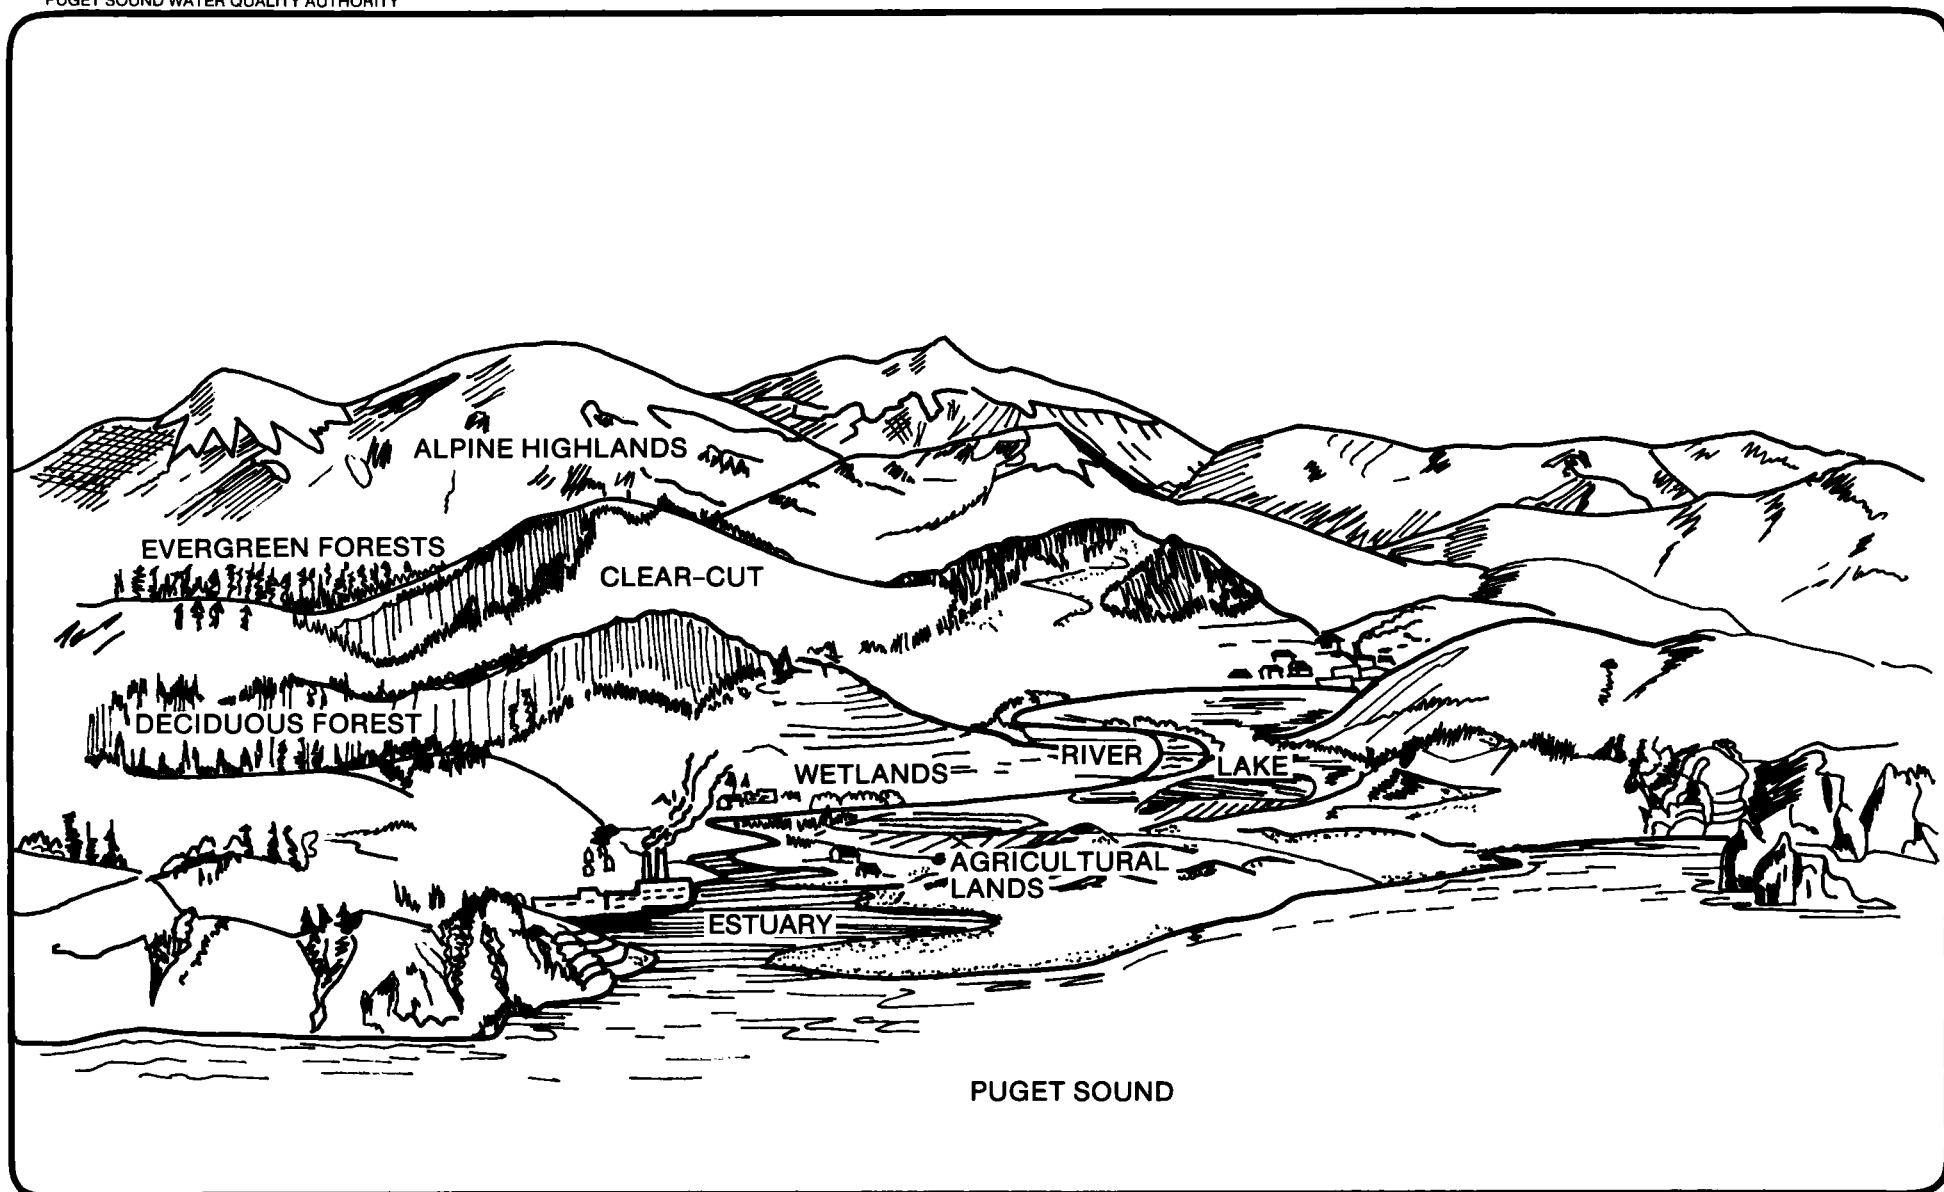 PUGET SOUND WATER QUALITY AUTHORITY
ALPINE HIGHLANDS
EVERGREEN FORESTS
CLEAR-CUT
DECIDUOUS FOREST
RIVER
WETLANDS
LAKE
AGRICULTURAL
LANDS
ESTUARY
PUGET SOUND